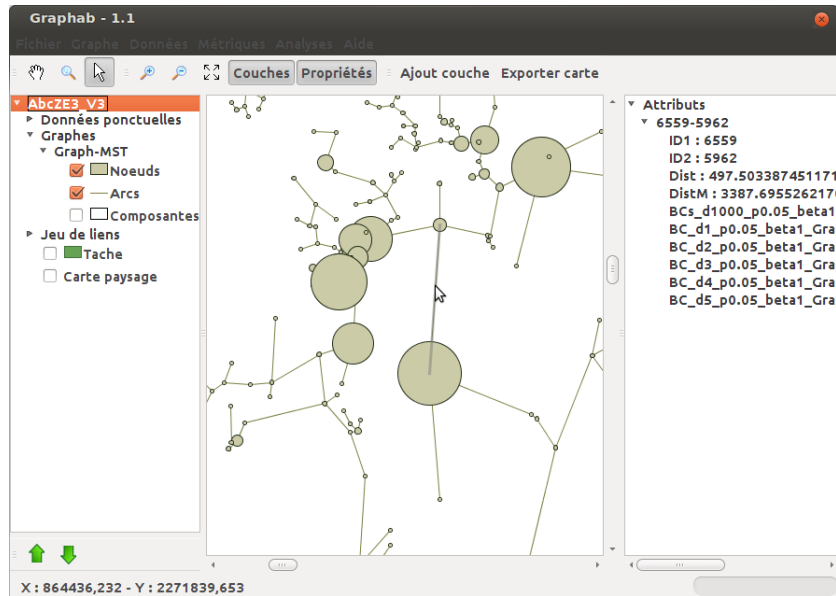 Graphab - 1.1
Fichier Graphe Données Métriques Analyses Aide
Couches Propriétés Ajout couche Exporter carte
AbcZE3_V3
Données ponctuelles
Graphes
Graph-MST
Noeuds
Arcs
Composantes
Jeu de liens
Tache
Carte paysage
Attributs
6559-5962
ID1 : 6559
ID2 : 5962
Dist : 497.503387451171
DistM : 3387.6955526217
BCs_d1000_p0.05_beta1
BC_d1_p0.05_beta1_Gra
BC_d2_p0.05_beta1_Gra
BC_d3_p0.05_beta1_Gra
BC_d4_p0.05_beta1_Gra
BC_d5_p0.05_beta1_Gra
X : 864436,232 - Y : 2271839,653